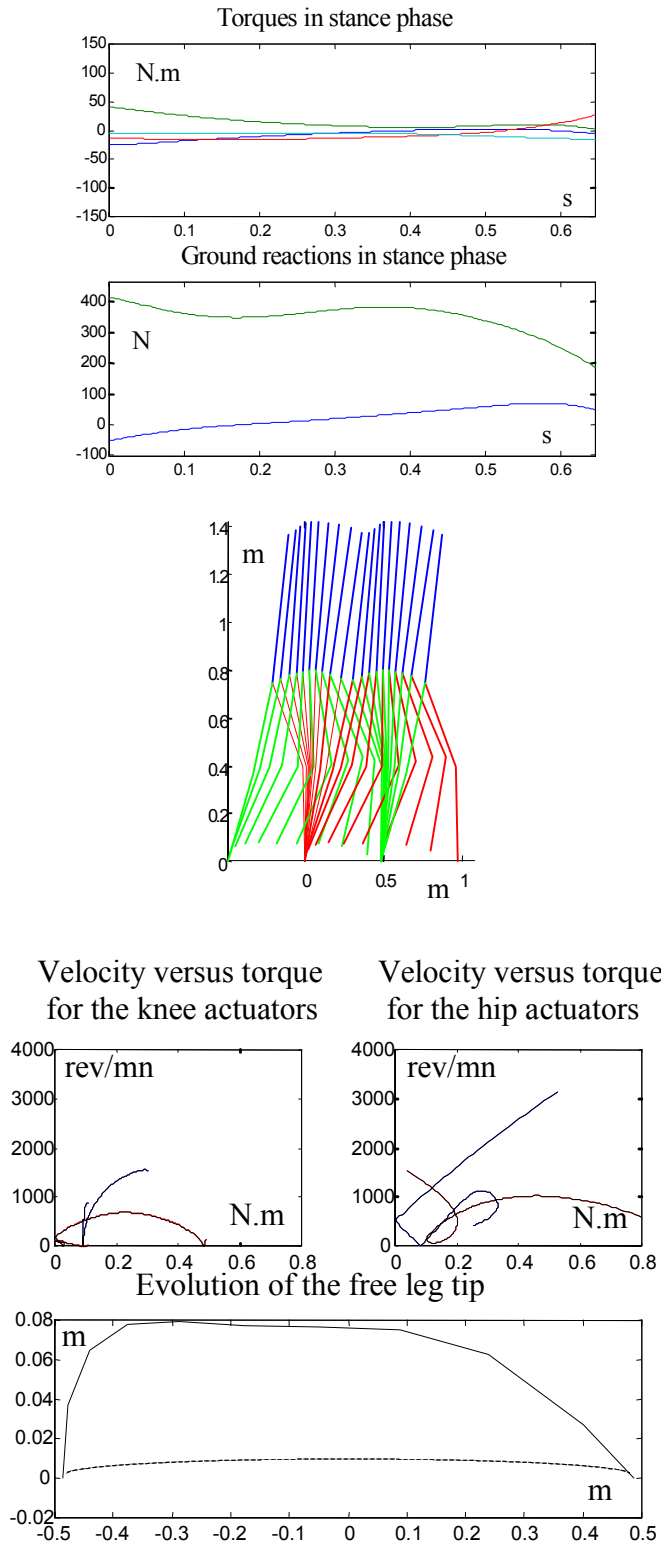 Torques in stance phase
150
N.m
100
50
0
-50
-100
s
-150
0 0.1 0.2 0.3 0.4 0.5 0.6
Ground reactions in stance phase
400
N
300
200
100
0
s
-100
0 0.1 0.2 0.3 0.4 0.5 0.6
1.4
m
1.2
1
0.8
0.6
0.4
0.2
0
0 0.5 1
m
Velocity versus torque
for the knee actuators
4000
rev/mn
3000
2000
1000
N.m
0
0 0.2 0.4 0.6 0.8
Velocity versus torque
for the hip actuators
4000
rev/mn
3000
2000
1000
N.m
0
0 0.2 0.4 0.6 0.8
Evolution of the free leg tip
0.08
m
0.06
0.04
0.02
0
m
-0.02
-0.5 -0.4 -0.3 -0.2 -0.1 0 0.1 0.2 0.3 0.4 0.5